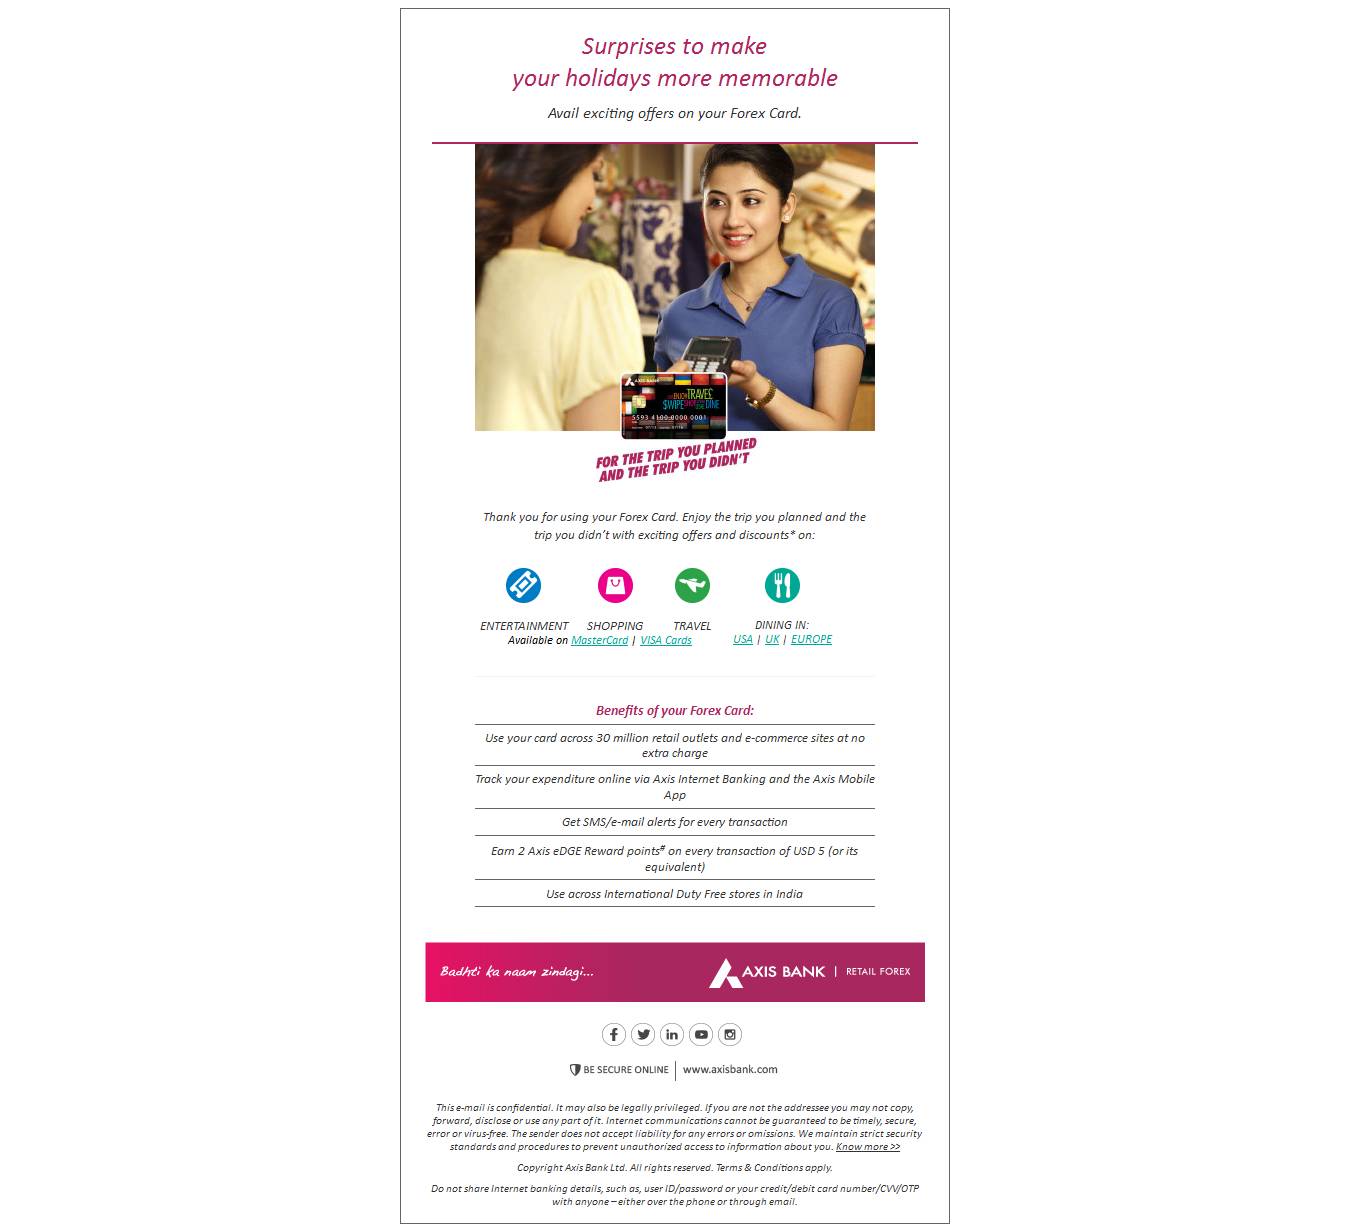 Surprises to make
your holidays more memorable
Avail exciting offers on your Forex Card.
AXIS BANK
ENJOY TRAVEL
$WIPE SHOP DINE
5593 4100 0000 0001
FOR THE TRIP YOU PLANNED
AND THE TRIP YOU DIDN'T
Thank you for using your Forex Card. Enjoy the trip you planned and the
trip you didn’t with exciting offers and discounts* on:
ENTERTAINMENT SHOPPING TRAVEL DINING IN:
Available on MasterCard | VISA Cards USA | UK | EUROPE
Benefits of your Forex Card:
Use your card across 30 million retail outlets and e-commerce sites at no
extra charge
Track your expenditure online via Axis Internet Banking and the Axis Mobile
App
Get SMS/e-mail alerts for every transaction
Earn 2 Axis eDGE Reward points# on every transaction of USD 5 (or its
equivalent)
Use across International Duty Free stores in India
Badhti ka naam zindagi... AXIS BANK | RETAIL FOREX
BE SECURE ONLINE | www.axisbank.com
This e-mail is confidential. It may also be legally privileged. If you are not the addressee you may not copy,
forward, disclose or use any part of it. Internet communications cannot be guaranteed to be timely, secure,
error or virus-free. The sender does not accept liability for any errors or omissions. We maintain strict security
standards and procedures to prevent unauthorized access to information about you. Know more >>
Copyright Axis Bank Ltd. All rights reserved. Terms & Conditions apply.
Do not share Internet banking details, such as, user ID/password or your credit/debit card number/CVV/OTP
with anyone – either over the phone or through email.